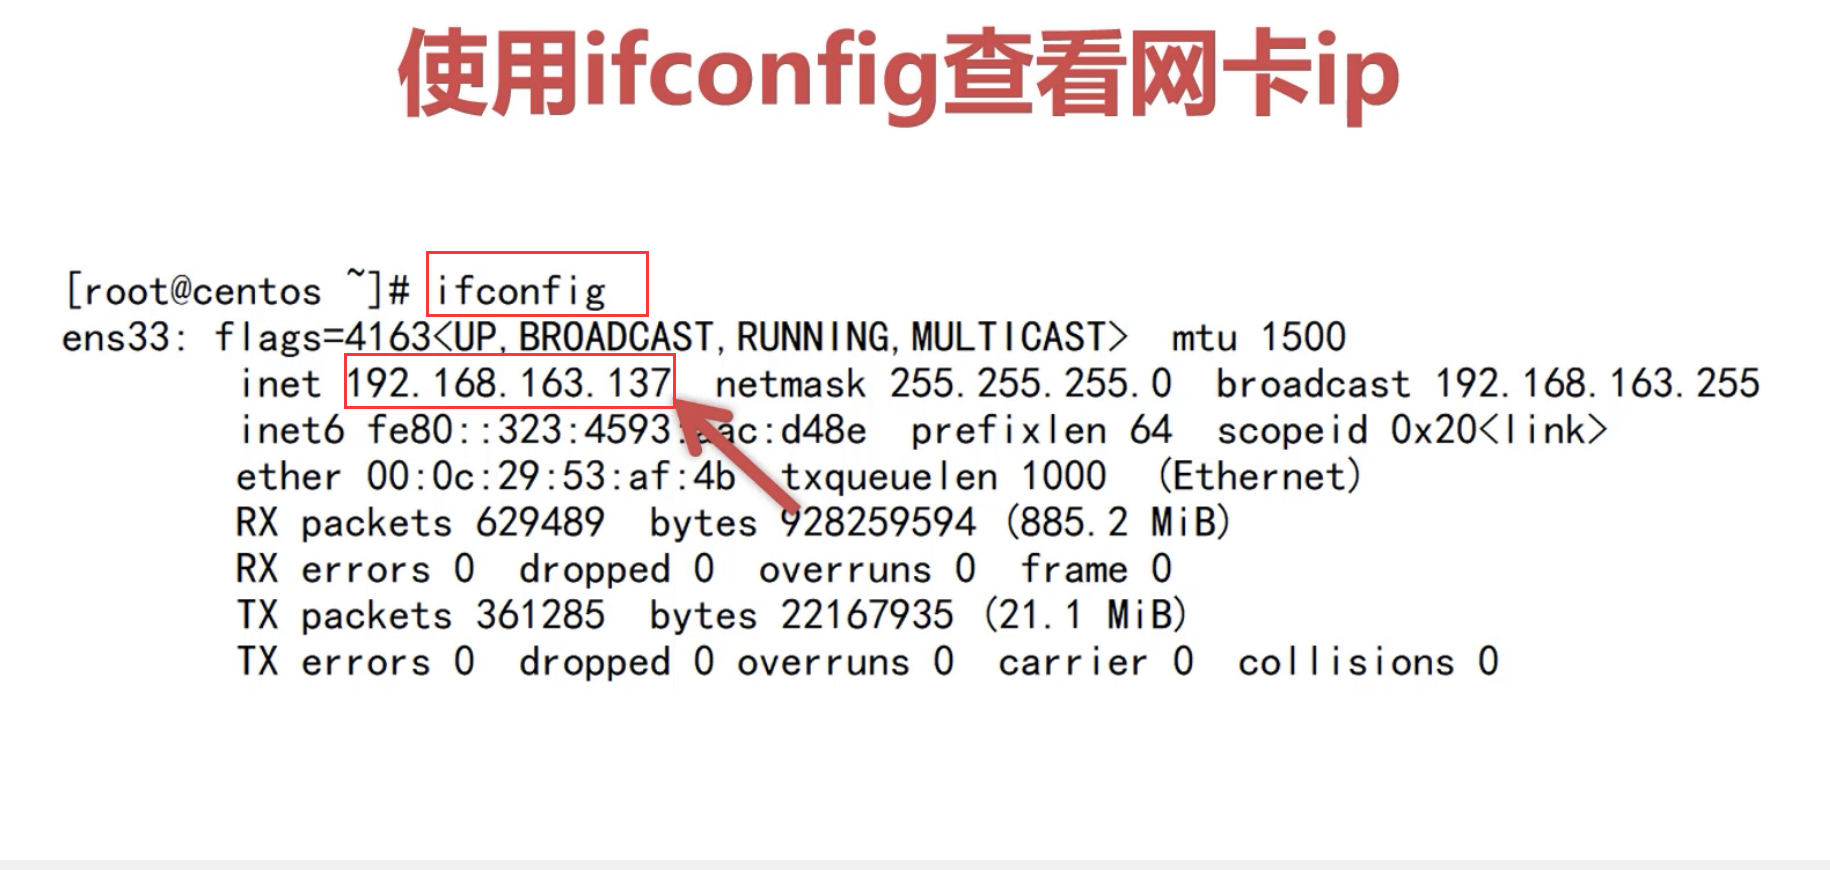 使用ifconfig查看网卡ip
[root@centos ~]# ifconfig
ens33: flags=4163<UP,BROADCAST,RUNNING,MULTICAST>  mtu 1500
inet 192.168.163.137  netmask 255.255.255.0  broadcast 192.168.163.255
inet6 fe80::323:4593: prefixlen 64  scopeid 0x20<link>
ether 00:0c:29:53:af:4b  txqueuelen 1000  (Ethernet)
RX packets 629489  bytes 928259594 (885.2 MiB)
RX errors 0  dropped 0  overruns 0  frame 0
TX packets 361285  bytes 22167935 (21.1 MiB)
TX errors 0  dropped 0 overruns 0  carrier 0  collisions 0